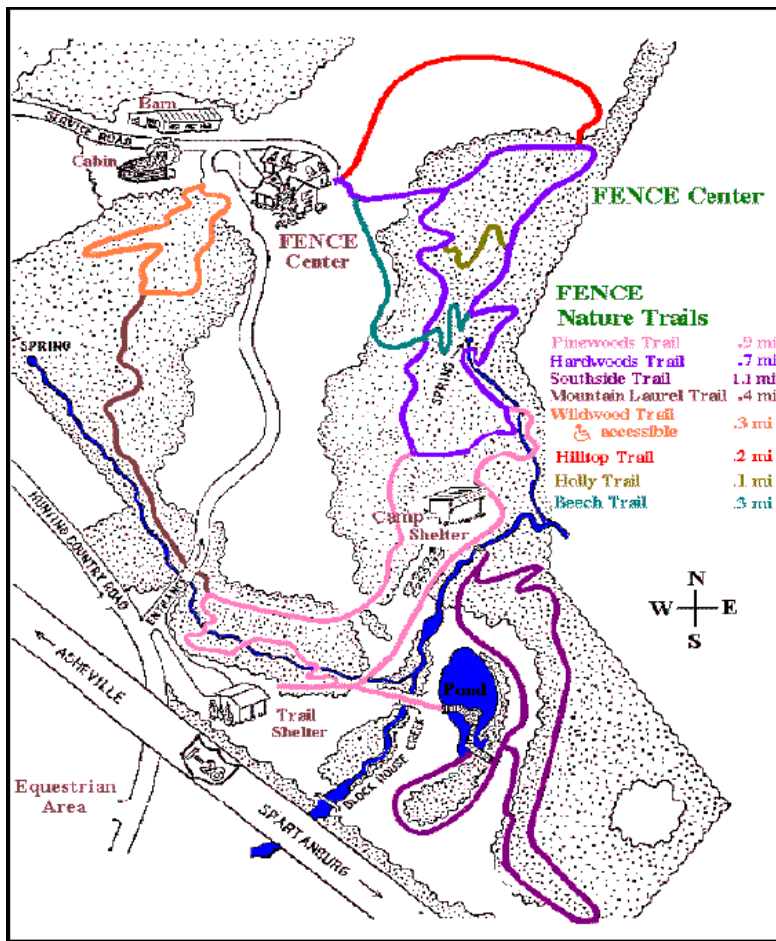 Barn
SERVICE ROAD
Cabin
FENCE Center
FENCE
Center
FENCE
Nature Trails
SPRING
Pinewoods Trail .9 mi
Hardwoods Trail .7 mi
Southside Trail 1.1 mi
Mountain Laurel Trail .4 mi
Wildwood Trail .3 mi
accessible
Hilltop Trail .2 mi
Holly Trail .1 mi
Beech Trail .3 mi
SPRING
Camp
Shelter
HUNTING COUNTRY ROAD
ENTRANCE
N
W E
S
ASHEVILLE
Pond
Trail
Shelter
I-26
BLOCK HOUSE CREEK
Equestrian
Area
SPARTANBURG